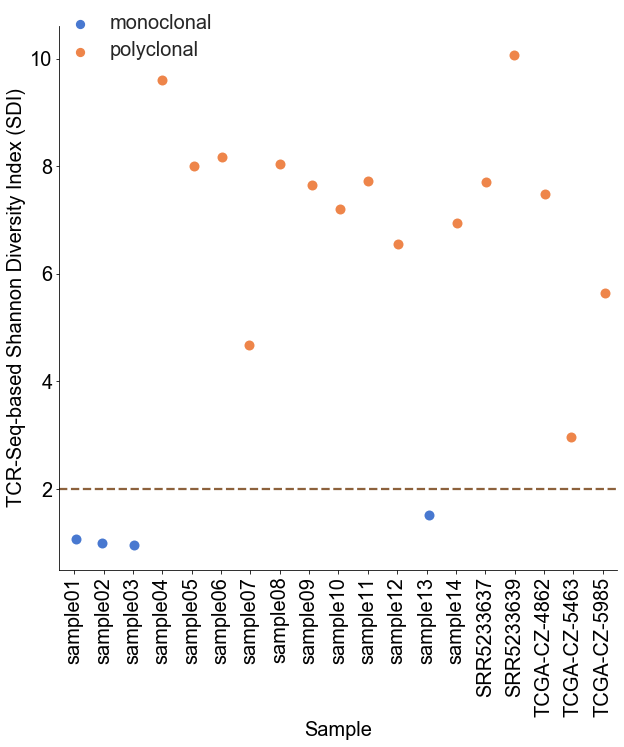 monoclonal
polyclonal
TCR-Seq-based Shannon Diversity Index (SDI)
10
8
6
4
2
sample01
sample02
sample03
sample04
sample05
sample06
sample07
sample08
sample09
sample10
sample11
sample12
sample13
sample14
SRR5233637
SRR5233639
TCGA-CZ-4862
TCGA-CZ-5463
TCGA-CZ-5985
Sample